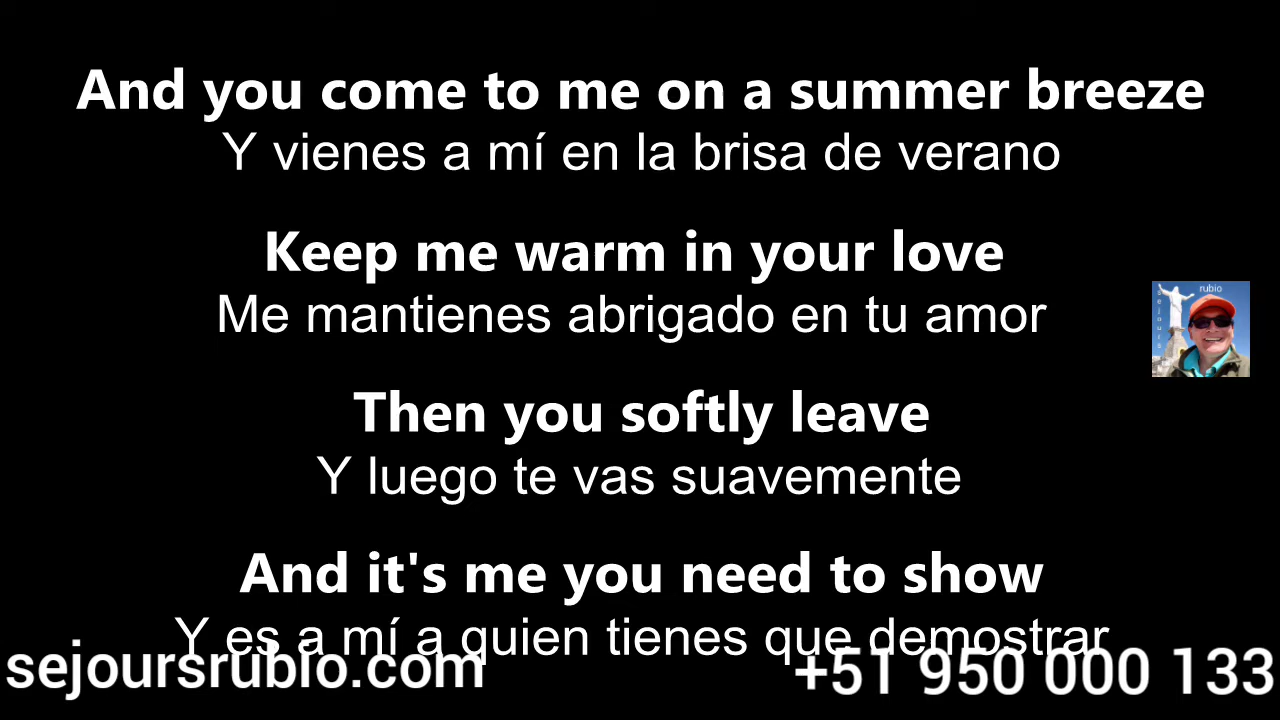 And you come to me on a summer breeze
Y vienes a mí en la brisa de verano
Keep me warm in your love
Me mantienes abrigado en tu amor
rubio
sejours
Then you softly leave
Y luego te vas suavemente
And it's me you need to show
Y es a mí a quien tienes que demostrar
sejoursrubio.com
+51 950 000 133